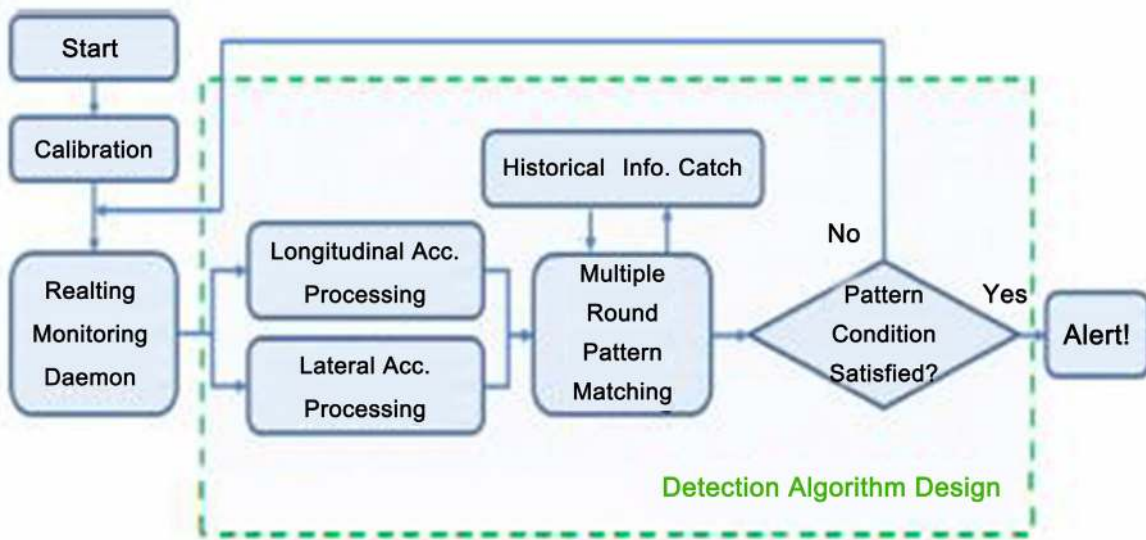 Start
Calibration
Realting
Monitoring
Daemon
Longitudinal Acc.
Processing
Lateral Acc.
Processing
Historical Info. Catch
Multiple
Round
Pattern
Matching
No
Pattern
Condition
Satisfied?
Yes
Alert!
Detection Algorithm Design